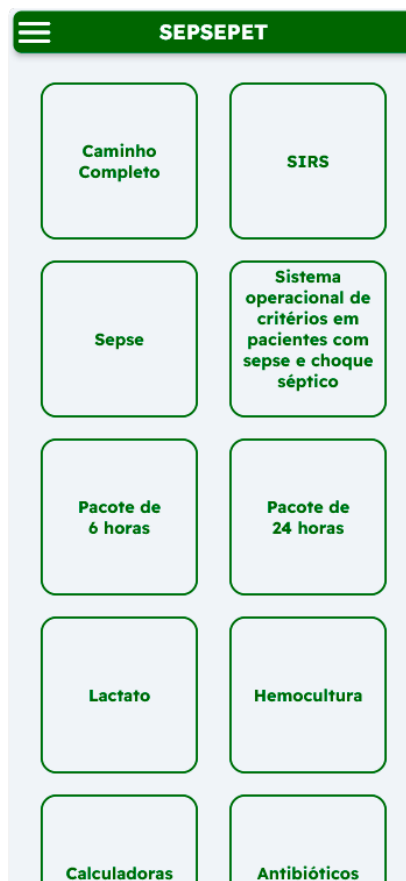 SEPSEPET
Caminho
Completo
SIRS
Sepse
Sistema
operacional de
critérios em
pacientes com
sepse e choque
séptico
Pacote de
6 horas
Pacote de
24 horas
Lactato
Hemocultura
Calculadoras
Antibióticos